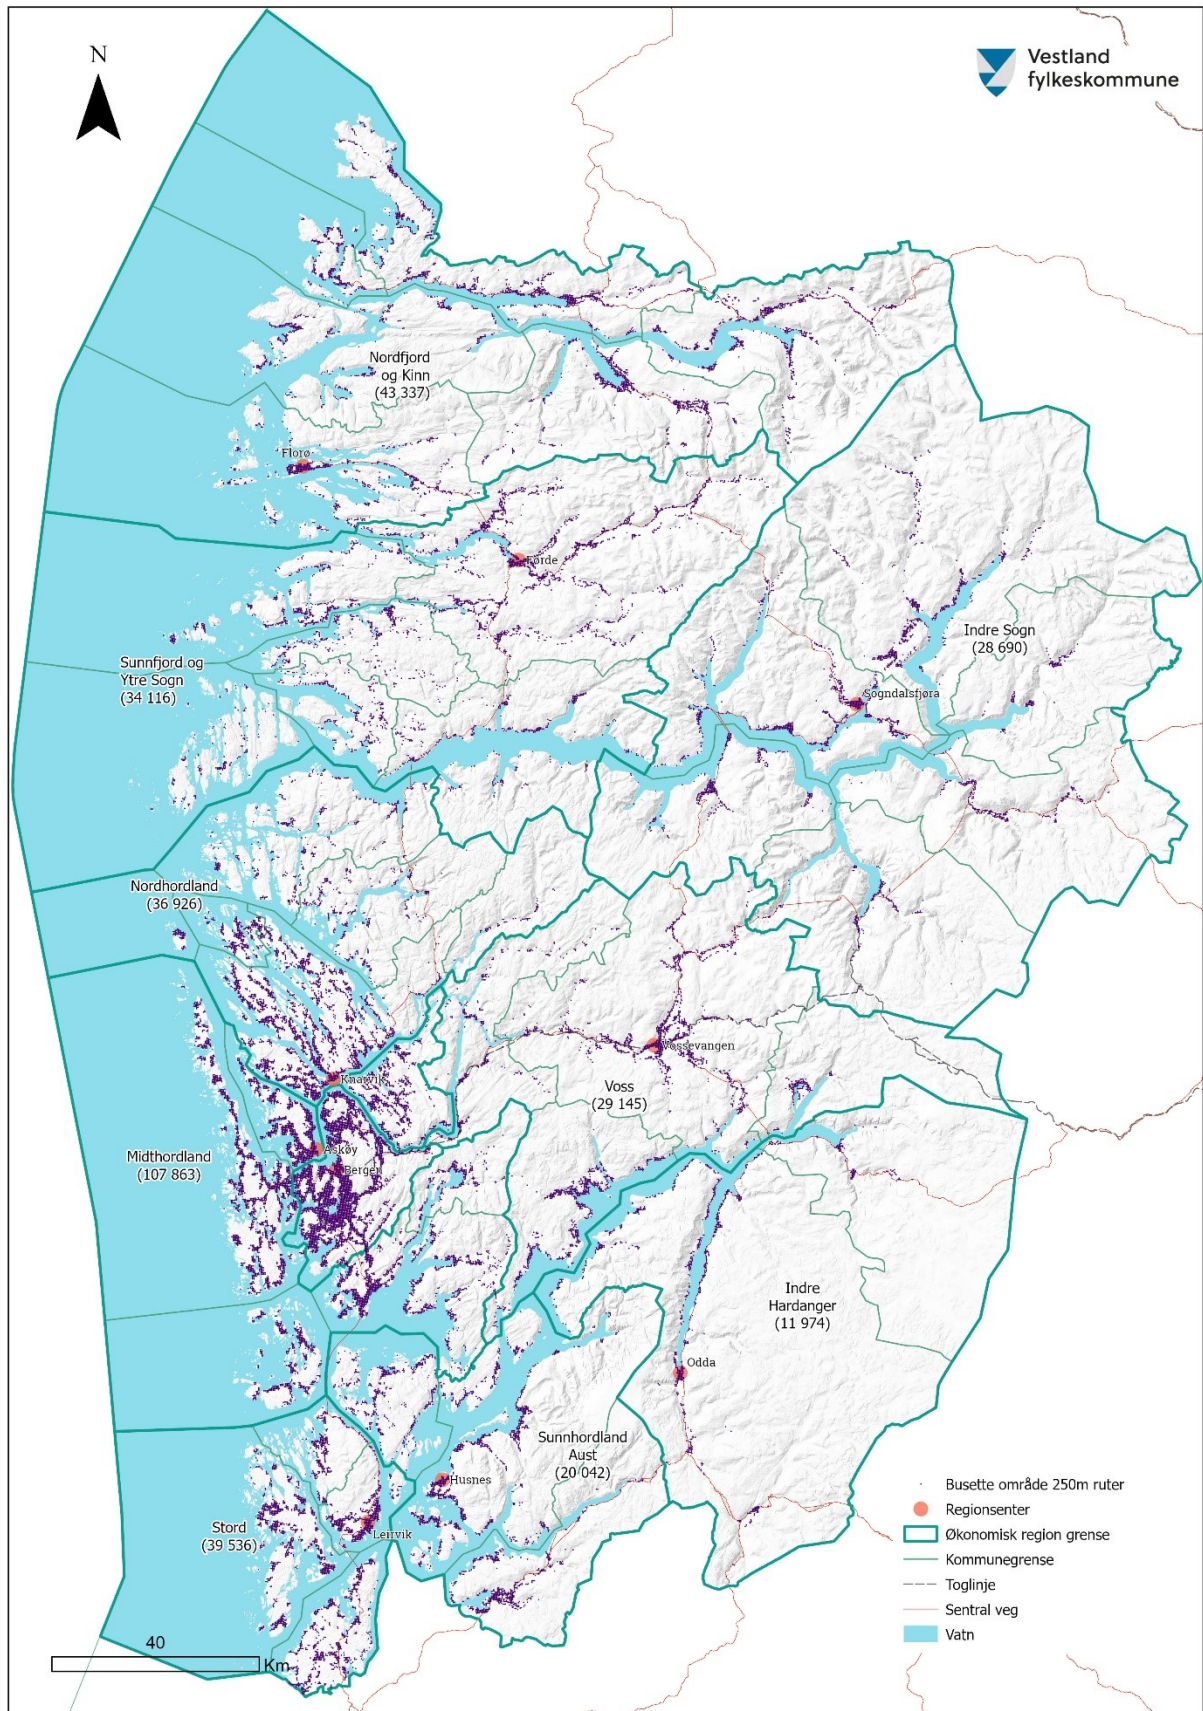 N
Vestland
fylkeskommune
Nordfjord
og Kinn
(43 337)
Florø
Førde
Sunnfjord og
Ytre Sogn
(34 116)
Indre Sogn
(28 690)
Sogndalsfjøra
Nordhordland
(36 926)
Vossevangen
Knarvik
Voss
(29 145)
Midthordland
(107 863)
Askøy
Bergen
Indre
Hardanger
(11 974)
Odda
Sunnhordland
Aust
(20 042)
Husnes
Stord
(39 536)
Leirvik
Busette område 250m ruter
Regionsenter
Økonomisk region grense
Kommunegrense
Toglinje
Sentral veg
Vatn
40
Km